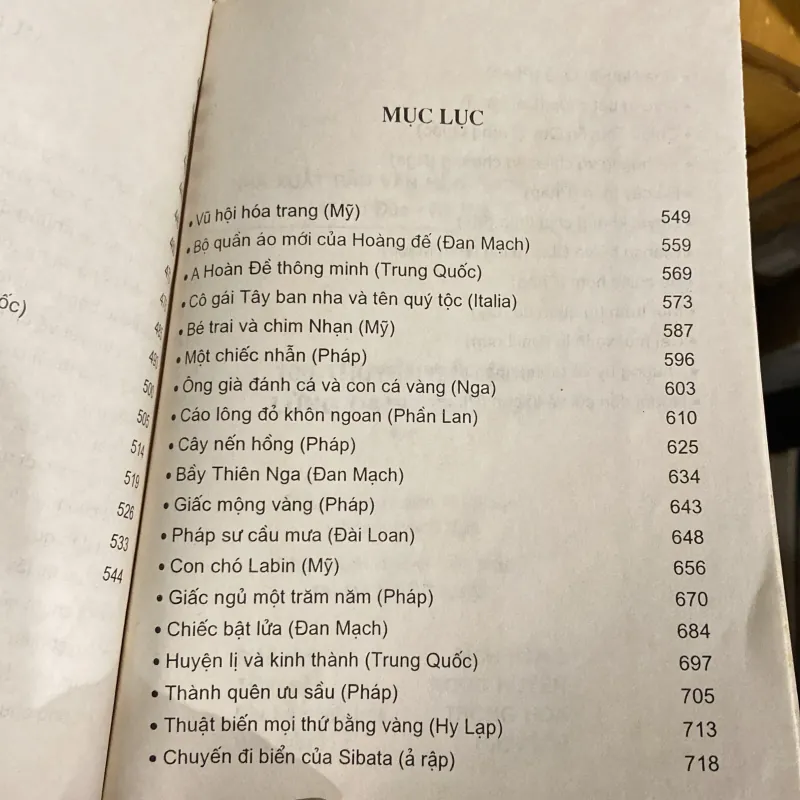 ốc)
514
519
526
533
544
MỤC LỤC
• Vũ hội hóa trang (Mỹ) 549
• Bộ quần áo mới của Hoàng đế (Đan Mạch) 559
• A Hoàn Đề thông minh (Trung Quốc) 569
• Cô gái Tây ban nha và tên quý tộc (Italia) 573
• Bé trai và chim Nhạn (Mỹ) 587
• Một chiếc nhẫn (Pháp) 596
• Ông già đánh cá và con cá vàng (Nga) 603
• Cáo lông đỏ khôn ngoan (Phần Lan) 610
• Cây nến hồng (Pháp) 625
• Bầy Thiên Nga (Đan Mạch) 634
• Giấc mộng vàng (Pháp) 643
• Pháp sư cầu mưa (Đài Loan) 648
• Con chó Labin (Mỹ) 656
• Giấc ngủ một trăm năm (Pháp) 670
• Chiếc bật lửa (Đan Mạch) 684
• Huyện lị và kinh thành (Trung Quốc) 697
• Thành quên ưu sầu (Pháp) 705
• Thuật biến mọi thứ bằng vàng (Hy Lạp) 713
• Chuyến đi biển của Sibata (ả rập) 718